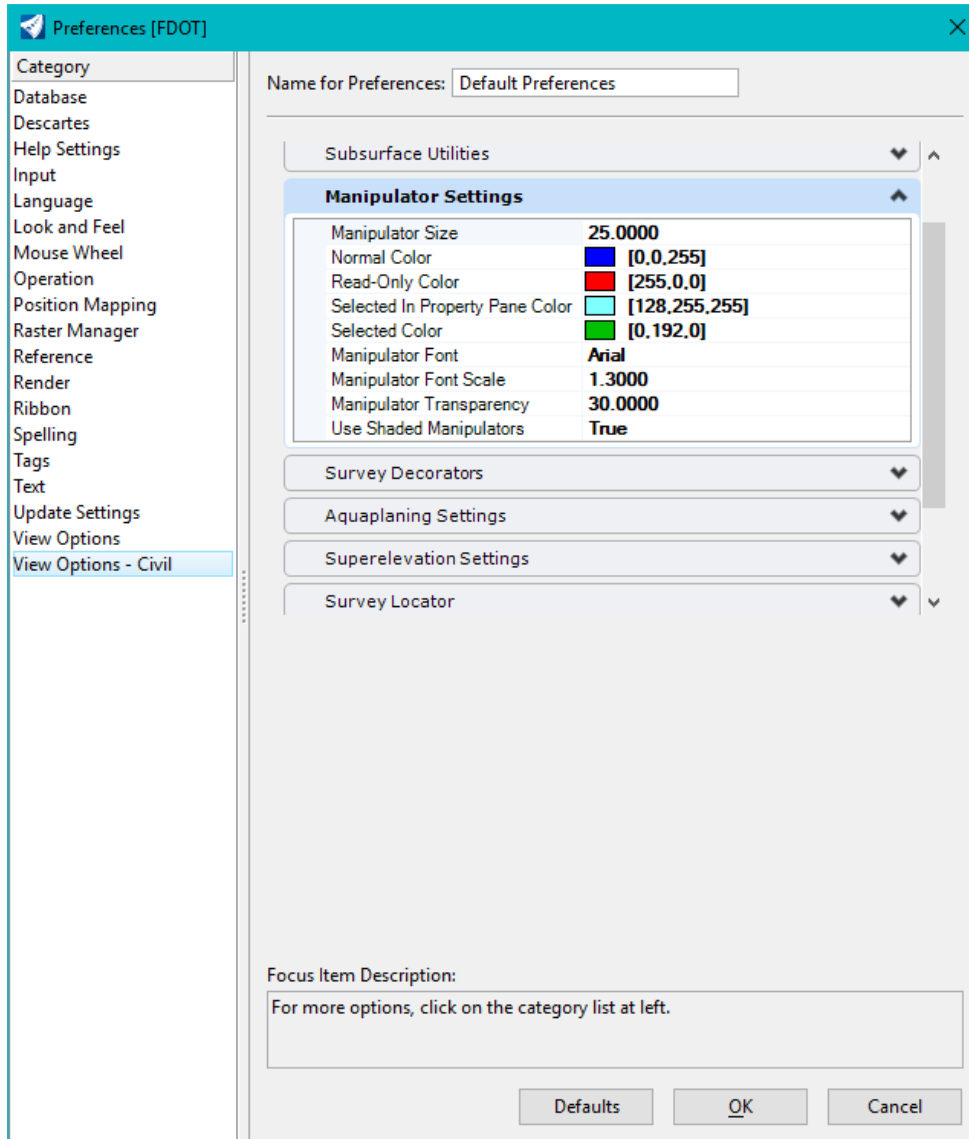 Preferences [FDOT]
Category
Database
Descartes
Help Settings
Input
Language
Look and Feel
Mouse Wheel
Operation
Position Mapping
Raster Manager
Reference
Render
Ribbon
Spelling
Tags
Text
Update Settings
View Options
View Options - Civil
Name for Preferences: Default Preferences
Subsurface Utilities
Manipulator Settings
Manipulator Size 25.0000
Normal Color [0,0,255]
Read-Only Color [255,0,0]
Selected In Property Pane Color [128,255,255]
Selected Color [0,192,0]
Manipulator Font Arial
Manipulator Font Scale 1.3000
Manipulator Transparency 30.0000
Use Shaded Manipulators True
Survey Decorators
Aquaplaning Settings
Superelevation Settings
Survey Locator
Focus Item Description:
For more options, click on the category list at left.
Defaults OK Cancel